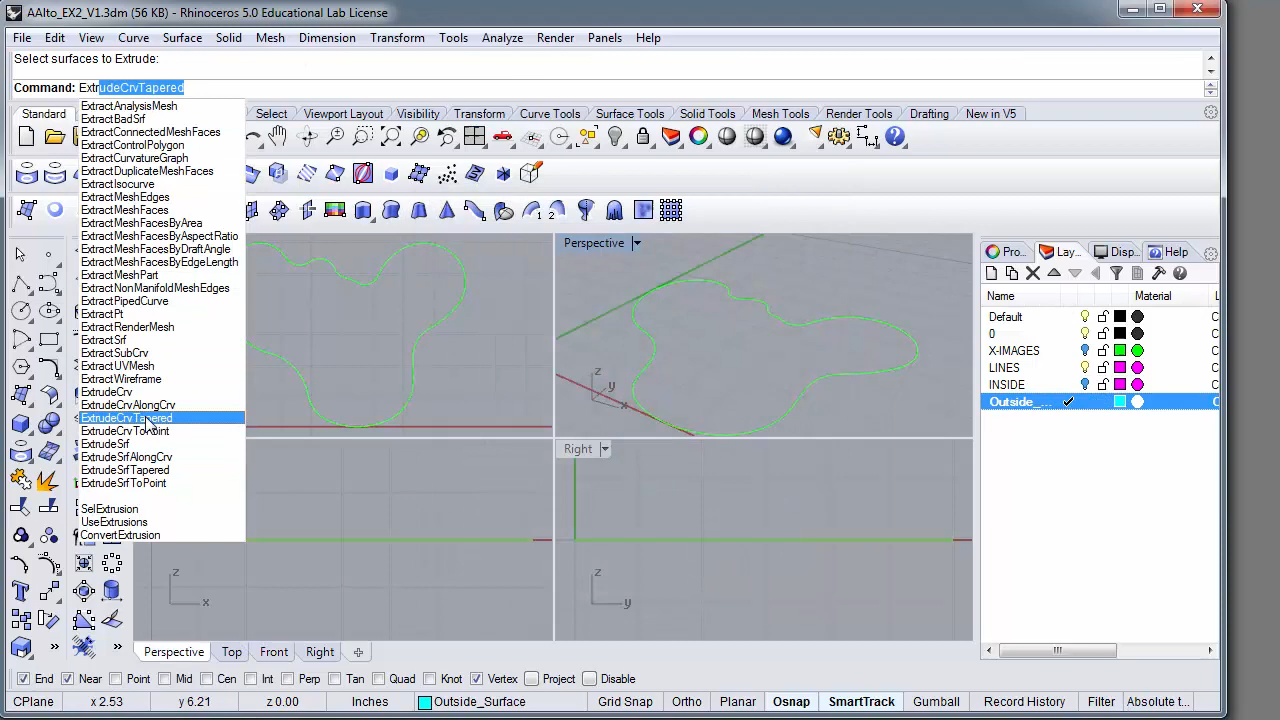 AAlto_EX2_V1.3dm (56 KB) - Rhinoceros 5.0 Educational Lab License
File Edit View Curve Surface Solid Mesh Dimension Transform Tools Analyze Render Panels Help
Select surfaces to Extrude:
Command: ExtrudeCrvTapered
Standard Select Viewport Layout Visibility Transform Curve Tools Surface Tools Solid Tools Mesh Tools Render Tools Drafting New in V5
ExtractAnalysisMesh
ExtractBadSrf
ExtractConnectedMeshFaces
ExtractControlPolygon
ExtractCurvatureGraph
ExtractDuplicateMeshFaces
ExtractIsocurve
ExtractMeshEdges
ExtractMeshFaces
ExtractMeshFacesByArea
ExtractMeshFacesByAspectRatio
ExtractMeshFacesByDraftAngle
ExtractMeshFacesByEdgeLength
ExtractMeshPart
ExtractNonManifoldMeshEdges
ExtractPipedCurve
ExtractPt
ExtractRenderMesh
ExtractSrf
ExtractSubCrv
ExtractUVMesh
ExtractWireframe
ExtrudeCrv
ExtrudeCrvAlongCrv
ExtrudeCrvTapered
ExtrudeCrvToPoint
ExtrudeSrf
ExtrudeSrfAlongCrv
ExtrudeSrfTapered
ExtrudeSrfToPoint
SelExtrusion
UseExtrusions
ConvertExtrusion
Perspective
z
y
x
Right
z
x
z
y
Pro... Lay... Disp... Help
Name Material L
Default C
0 C
X-IMAGES C
LINES C
INSIDE C
Outside_... C
Perspective Top Front Right
End Near Point Mid Cen Int Perp Tan Quad Knot Vertex Project Disable
CPlane x 2.53 y 6.21 z 0.00 Inches Outside_Surface Grid Snap Ortho Planar Osnap SmartTrack Gumball Record History Filter Absolute t...